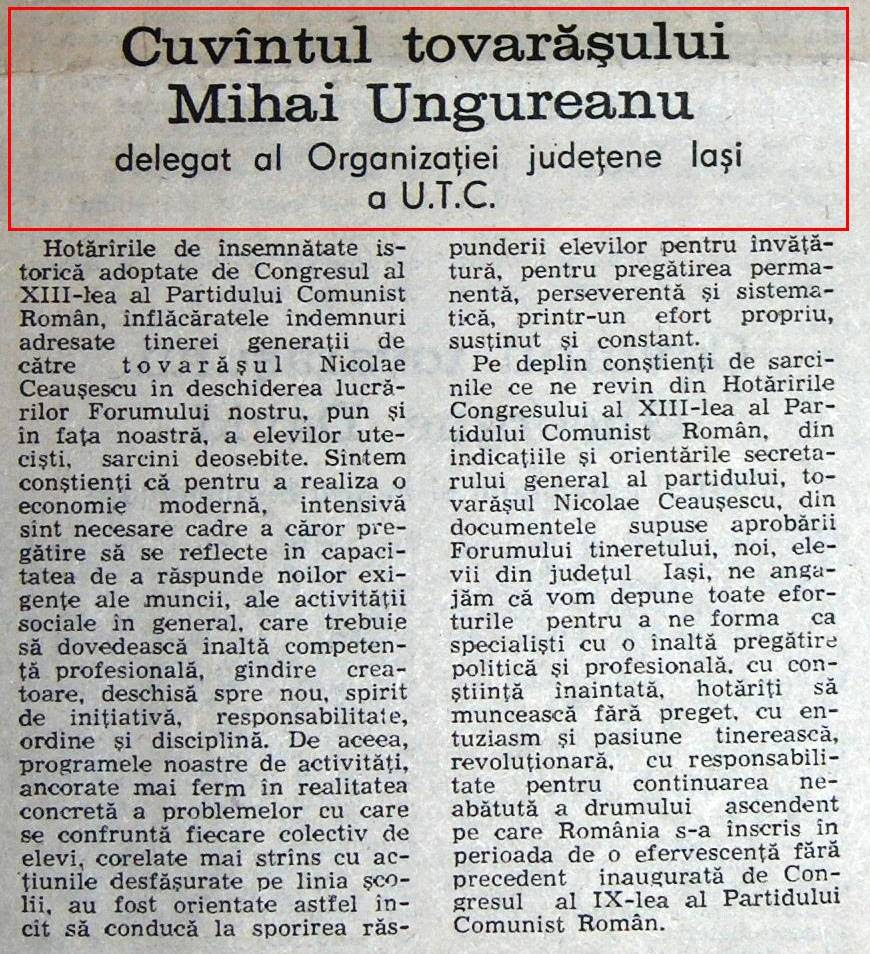 Cuvîntul tovarăşului
Mihai Ungureanu
delegat al Organizaţiei judeţene Iaşi
a U.T.C.
Hotărîrile de însemnătate is-
torică adoptate de Congresul al
XIII-lea al Partidului Comunist
Român, înflăcăratele îndemnuri
adresate tinerei generaţii de
către tovarăşul Nicolae
Ceauşescu în deschiderea lucră-
rilor Forumului nostru, pun şi
în faţa noastră, a elevilor ute-
cişti, sarcini deosebite. Sîntem
conştienţi că pentru a realiza o
economie modernă, intensivă
sînt necesare cadre a căror pre-
gătire să se reflecte în capaci-
tatea de a răspunde noilor exi-
genţe ale muncii, ale activităţii
sociale în general, care trebuie
să dovedească înaltă competen-
ţă profesională, gîndire crea-
toare, deschisă spre nou, spirit
de iniţiativă, responsabilitate,
ordine şi disciplină. De aceea,
programele noastre de activităţi,
ancorate mai ferm în realitatea
concretă a problemelor cu care
se confruntă fiecare colectiv de
elevi, corelate mai strîns cu ac-
ţiunile desfăşurate pe linia şco-
lii, au fost orientate astfel în-
cît să conducă la sporirea răs-
punderii elevilor pentru învăţă-
tură, pentru pregătirea perma-
nentă, perseverentă şi sistema-
tică, printr-un efort propriu,
susţinut şi constant.
Pe deplin conştienţi de sarci-
nile ce ne revin din Hotărîrile
Congresului al XIII-lea al Par-
tidului Comunist Român, din
indicaţiile şi orientările secreta-
rului general al partidului, to-
varăşul Nicolae Ceauşescu, din
documentele supuse aprobării
Forumului tineretului, noi, ele-
vii din judeţul Iaşi, ne anga-
jăm că vom depune toate efor-
turile pentru a ne forma ca
specialişti cu o înaltă pregătire
politică şi profesională, cu con-
ştiinţă înaintată, hotărîţi să
muncească fără preget, cu en-
tuziasm şi pasiune tinerească,
revoluţionară, cu responsabili-
tate pentru continuarea ne-
abătută a drumului ascendent
pe care România s-a înscris în
perioada de o efervescenţă fără
precedent inaugurată de Con-
gresul al IX-lea al Partidului
Comunist Român.